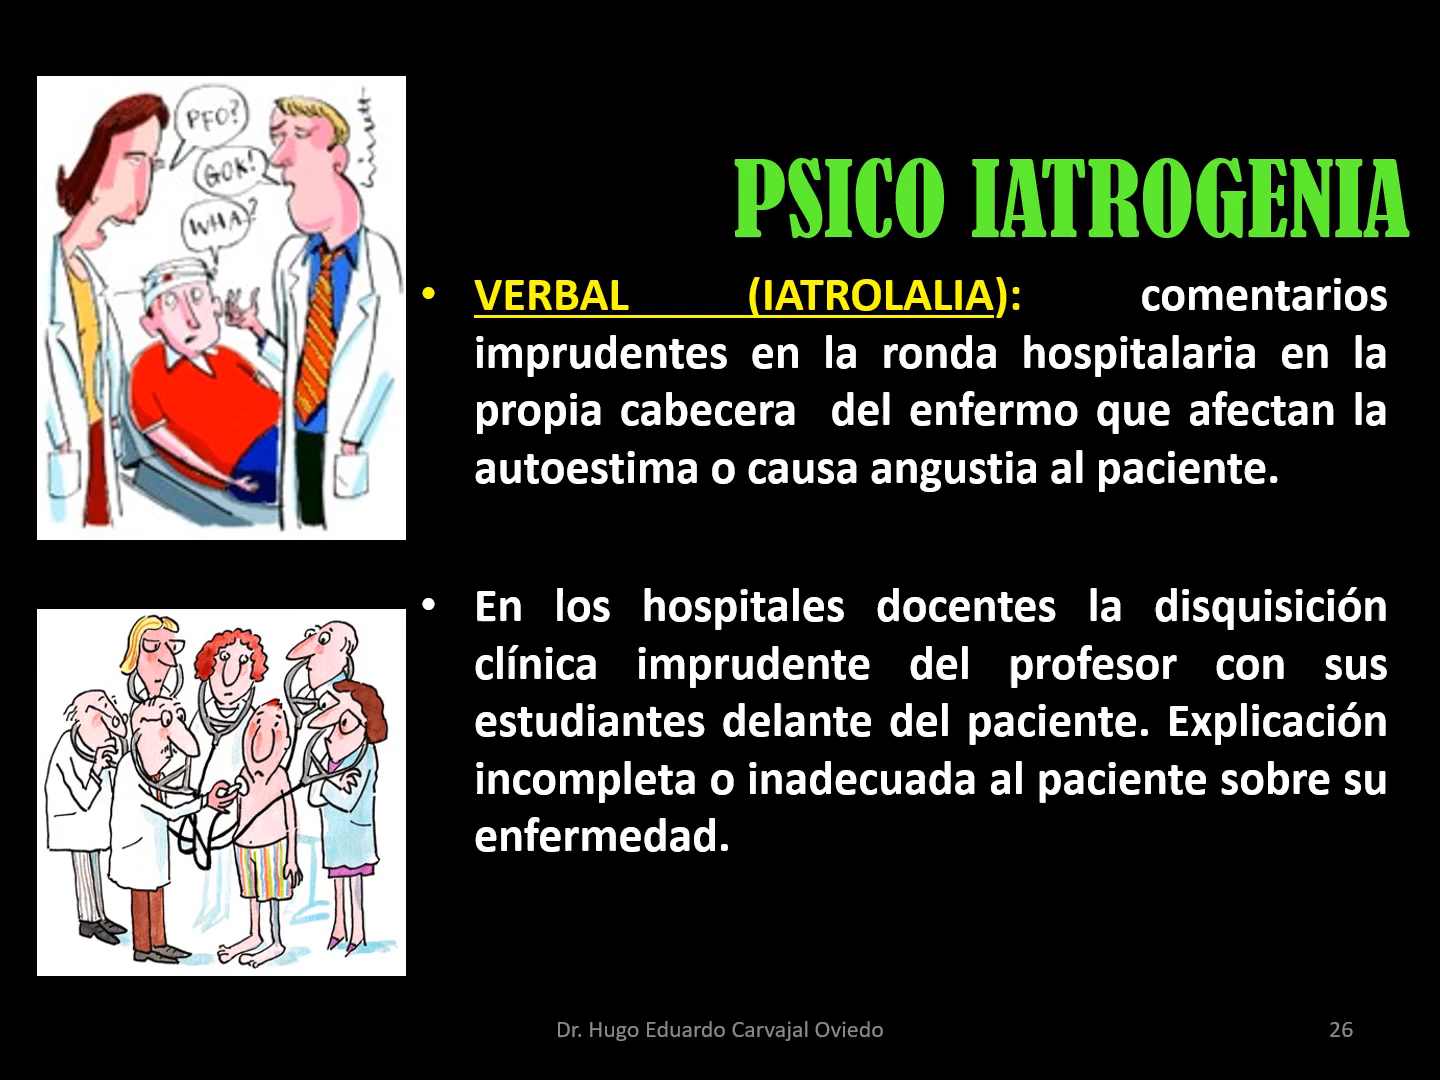 PFO?
GOK!
WHA?
PSICO IATROGENIA
• VERBAL (IATROLALIA): comentarios
imprudentes en la ronda hospitalaria en la
propia cabecera del enfermo que afectan la
autoestima o causa angustia al paciente.
• En los hospitales docentes la disquisición
clínica imprudente del profesor con sus
estudiantes delante del paciente. Explicación
incompleta o inadecuada al paciente sobre su
enfermedad.
Dr. Hugo Eduardo Carvajal Oviedo
26